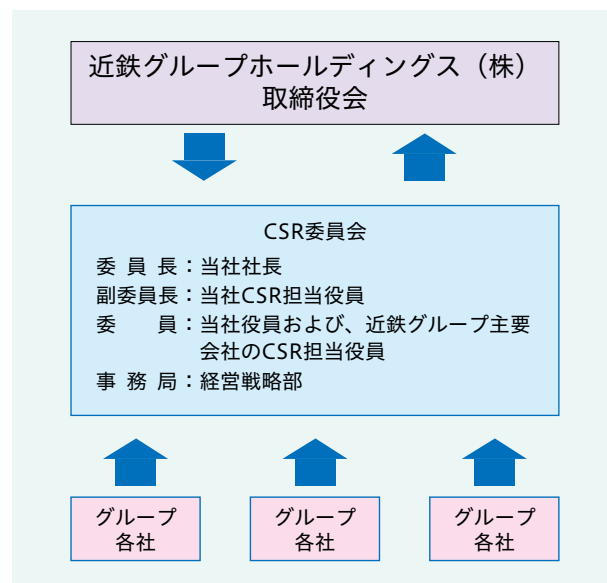 近鉄グループホールディングス（株）
取締役会
CSR委員会
委 員 長：当社社長
副委員長：当社CSR担当役員
委　　員：当社役員および、近鉄グループ主要
会社のCSR担当役員
事 務 局：経営戦略部
グループ
各社
グループ
各社
グループ
各社